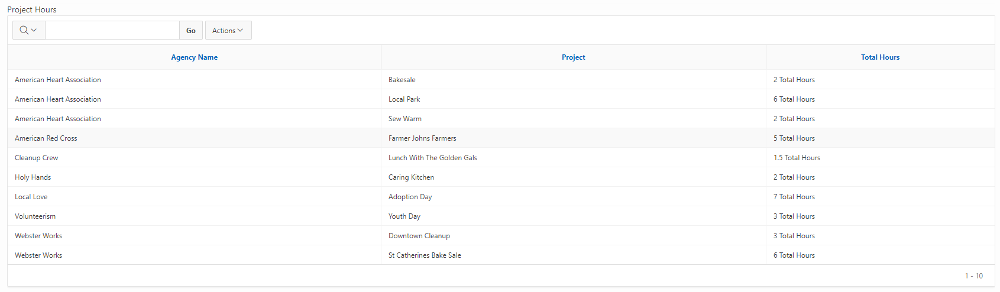 Project Hours
Go Actions
Agency Name Project Total Hours
American Heart Association Bakesale 2 Total Hours
American Heart Association Local Park 6 Total Hours
American Heart Association Sew Warm 2 Total Hours
American Red Cross Farmer Johns Farmers 5 Total Hours
Cleanup Crew Lunch With The Golden Gals 1.5 Total Hours
Holy Hands Caring Kitchen 2 Total Hours
Local Love Adoption Day 7 Total Hours
Volunteerism Youth Day 3 Total Hours
Webster Works Downtown Cleanup 3 Total Hours
Webster Works St Catherines Bake Sale 6 Total Hours
1 - 10